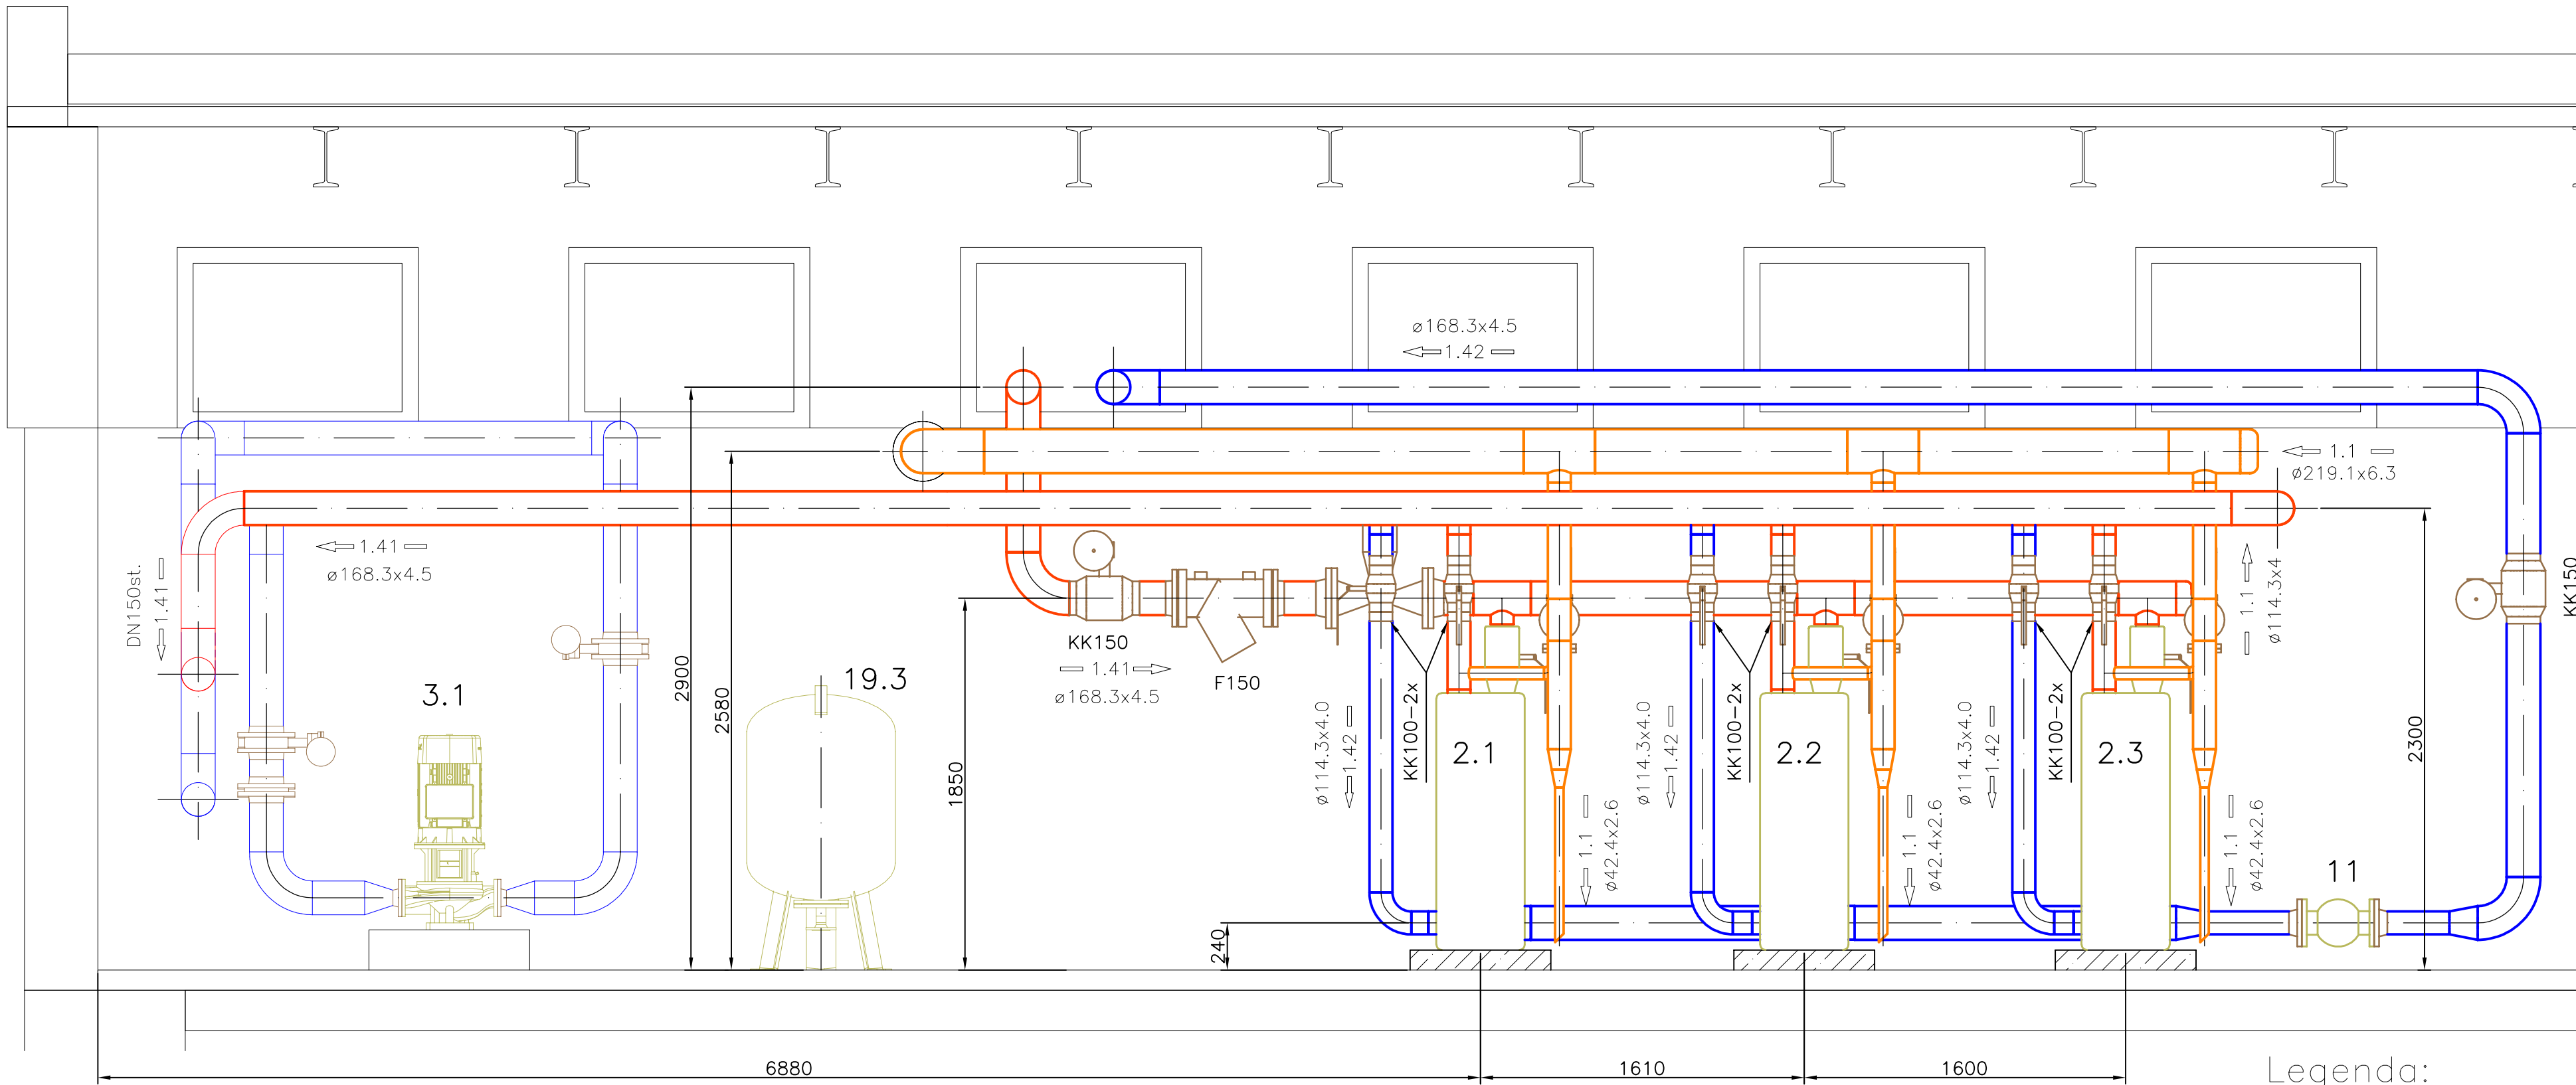 ø168.3x4.5
1.42
1.1
ø219.1x6.3
1.41
ø168.3x4.5
DN150st.
1.41
3.1
19.3
2900
2580
1850
KK150
1.41
ø168.3x4.5
F150
240
ø114.3x4.0
1.42
KK100-2x
2.1
1.1
ø42.4x2.6
ø114.3x4.0
1.42
KK100-2x
2.2
1.1
ø42.4x2.6
ø114.3x4.0
1.42
KK100-2x
2.3
1.1
ø42.4x2.6
1.1
ø114.3x4
2300
11
KK150
6880
1610
1600
Legenda: